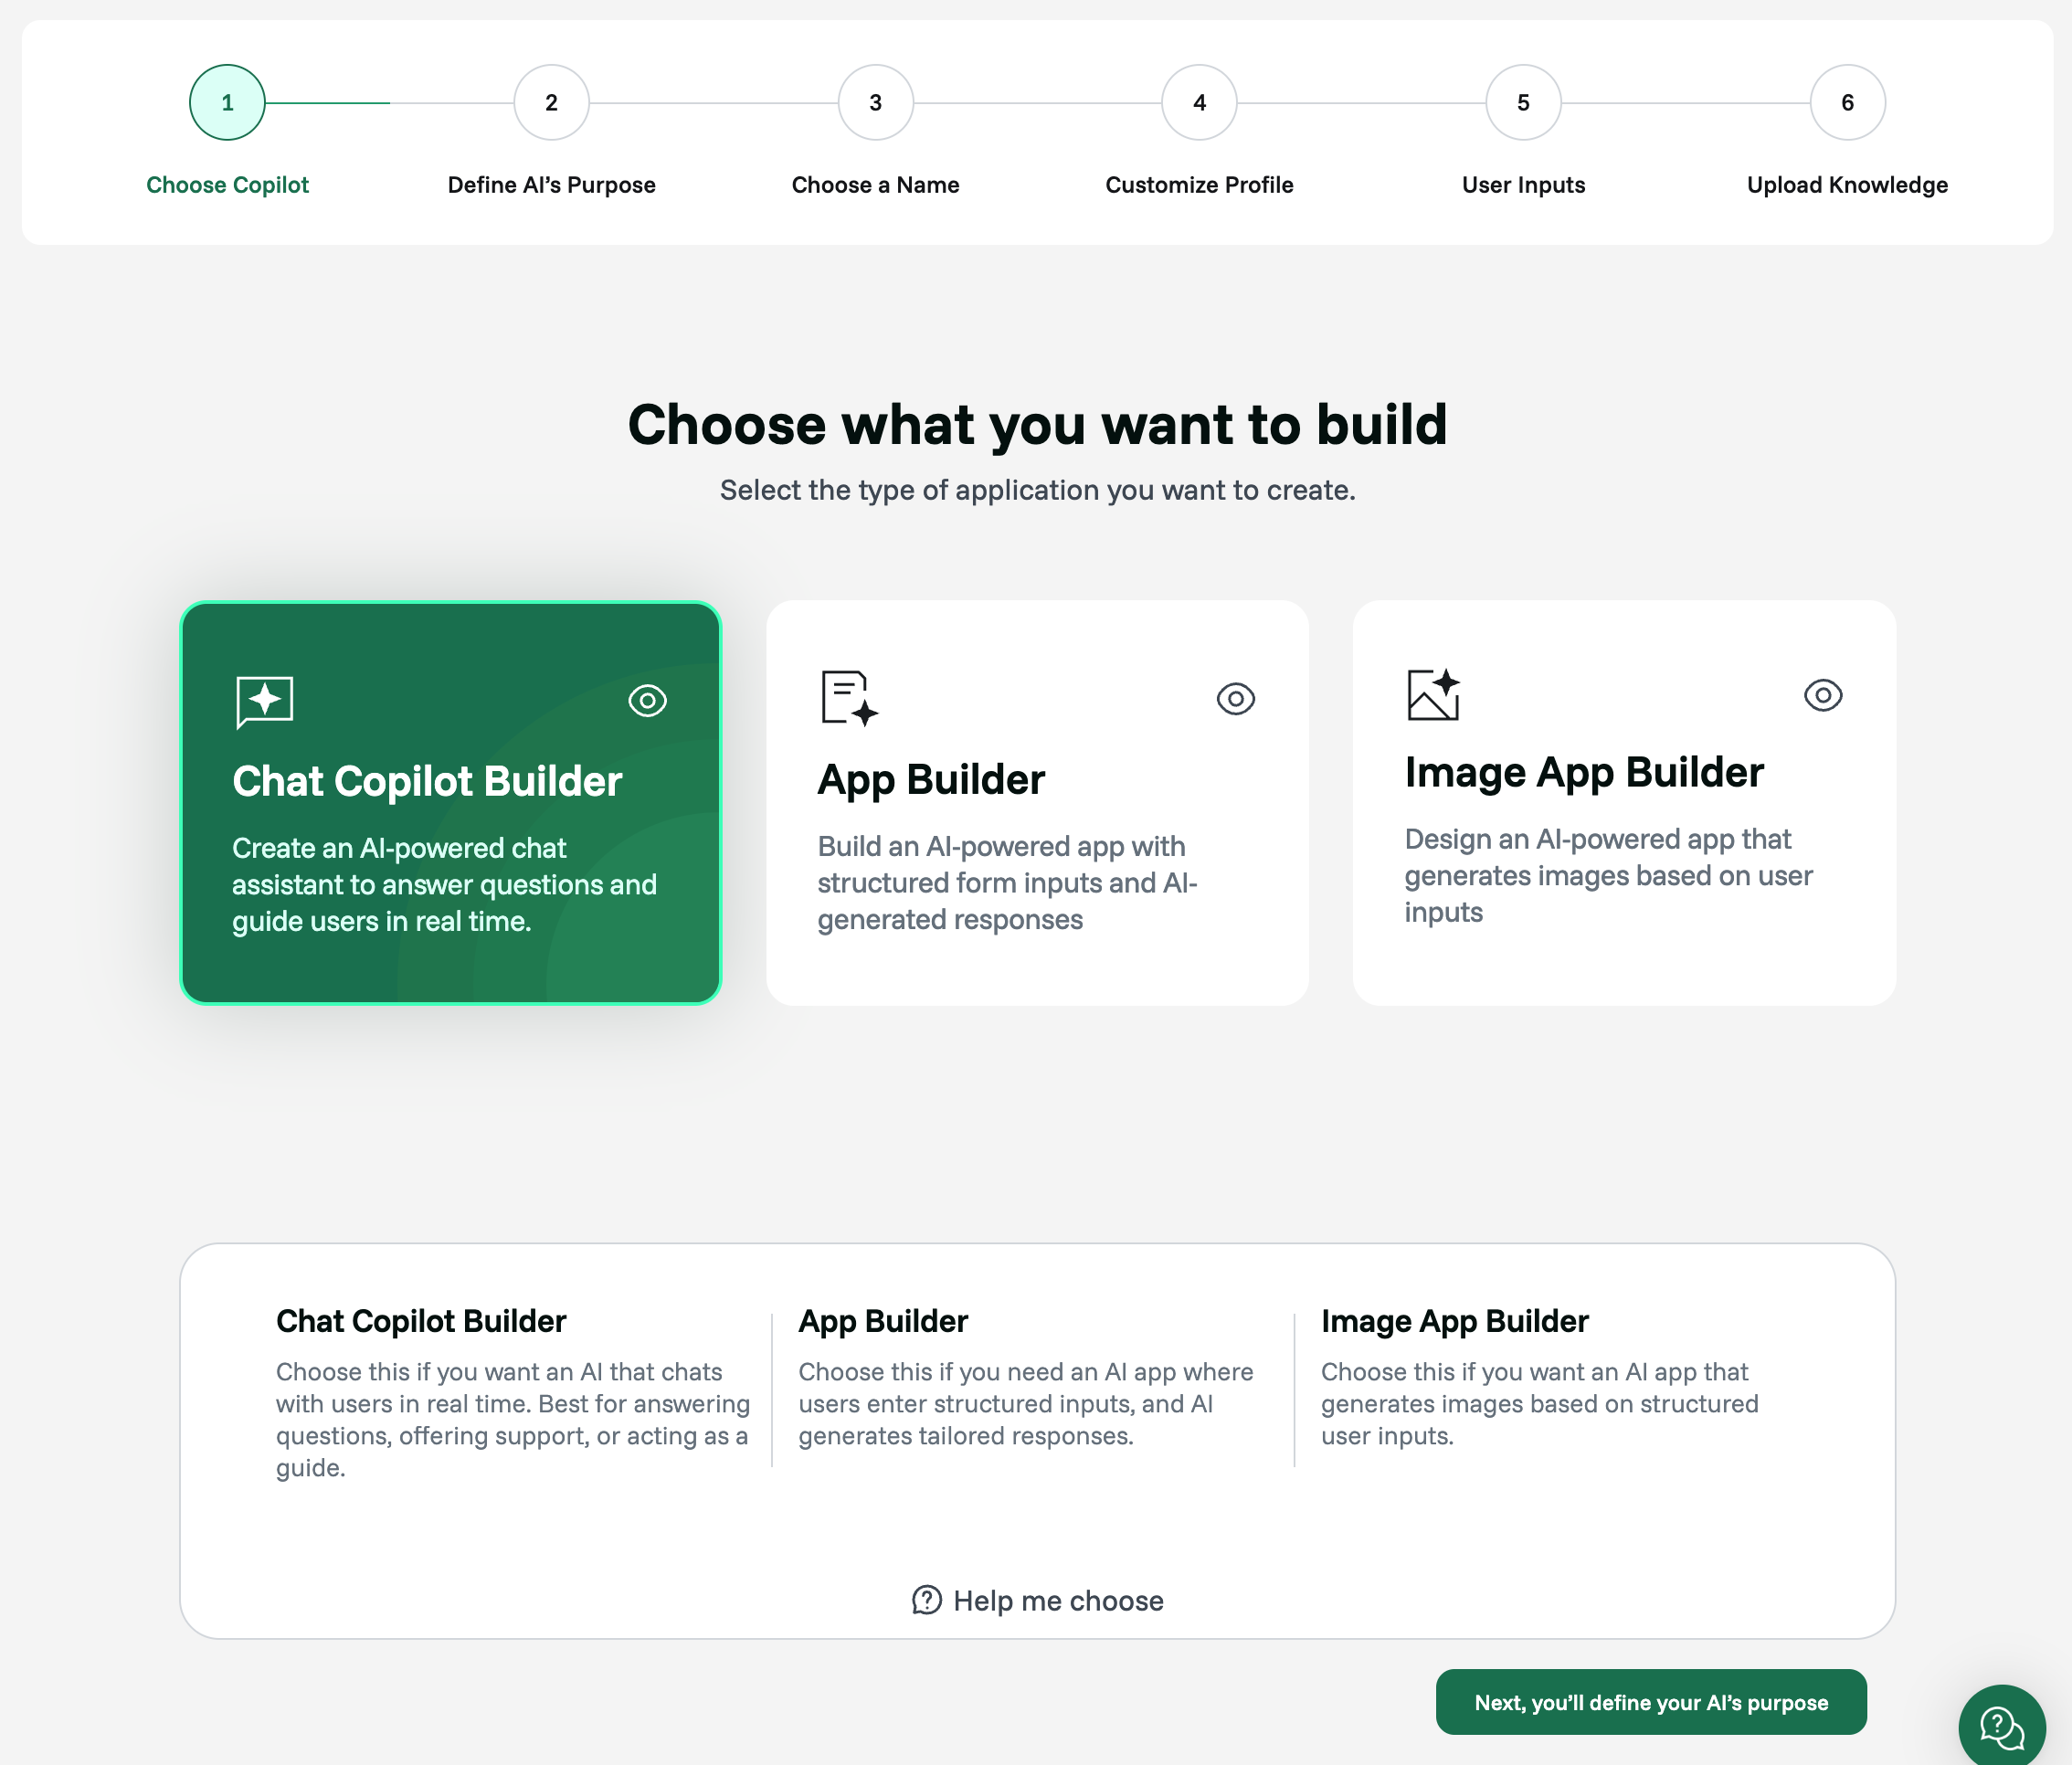 1
2
3
4
5
6
Choose Copilot
Define AI's Purpose
Choose a Name
Customize Profile
User Inputs
Upload Knowledge
Choose what you want to build
Select the type of application you want to create.
Chat Copilot Builder
Create an AI-powered chat
assistant to answer questions and
guide users in real time.
App Builder
Build an AI-powered app with
structured form inputs and AI-
generated responses
Image App Builder
Design an AI-powered app that
generates images based on user
inputs
Chat Copilot Builder
Choose this if you want an AI that chats
with users in real time. Best for answering
questions, offering support, or acting as a
guide.
App Builder
Choose this if you need an AI app where
users enter structured inputs, and AI
generates tailored responses.
Image App Builder
Choose this if you want an AI app that
generates images based on structured
user inputs.
Help me choose
Next, you'll define your AI's purpose